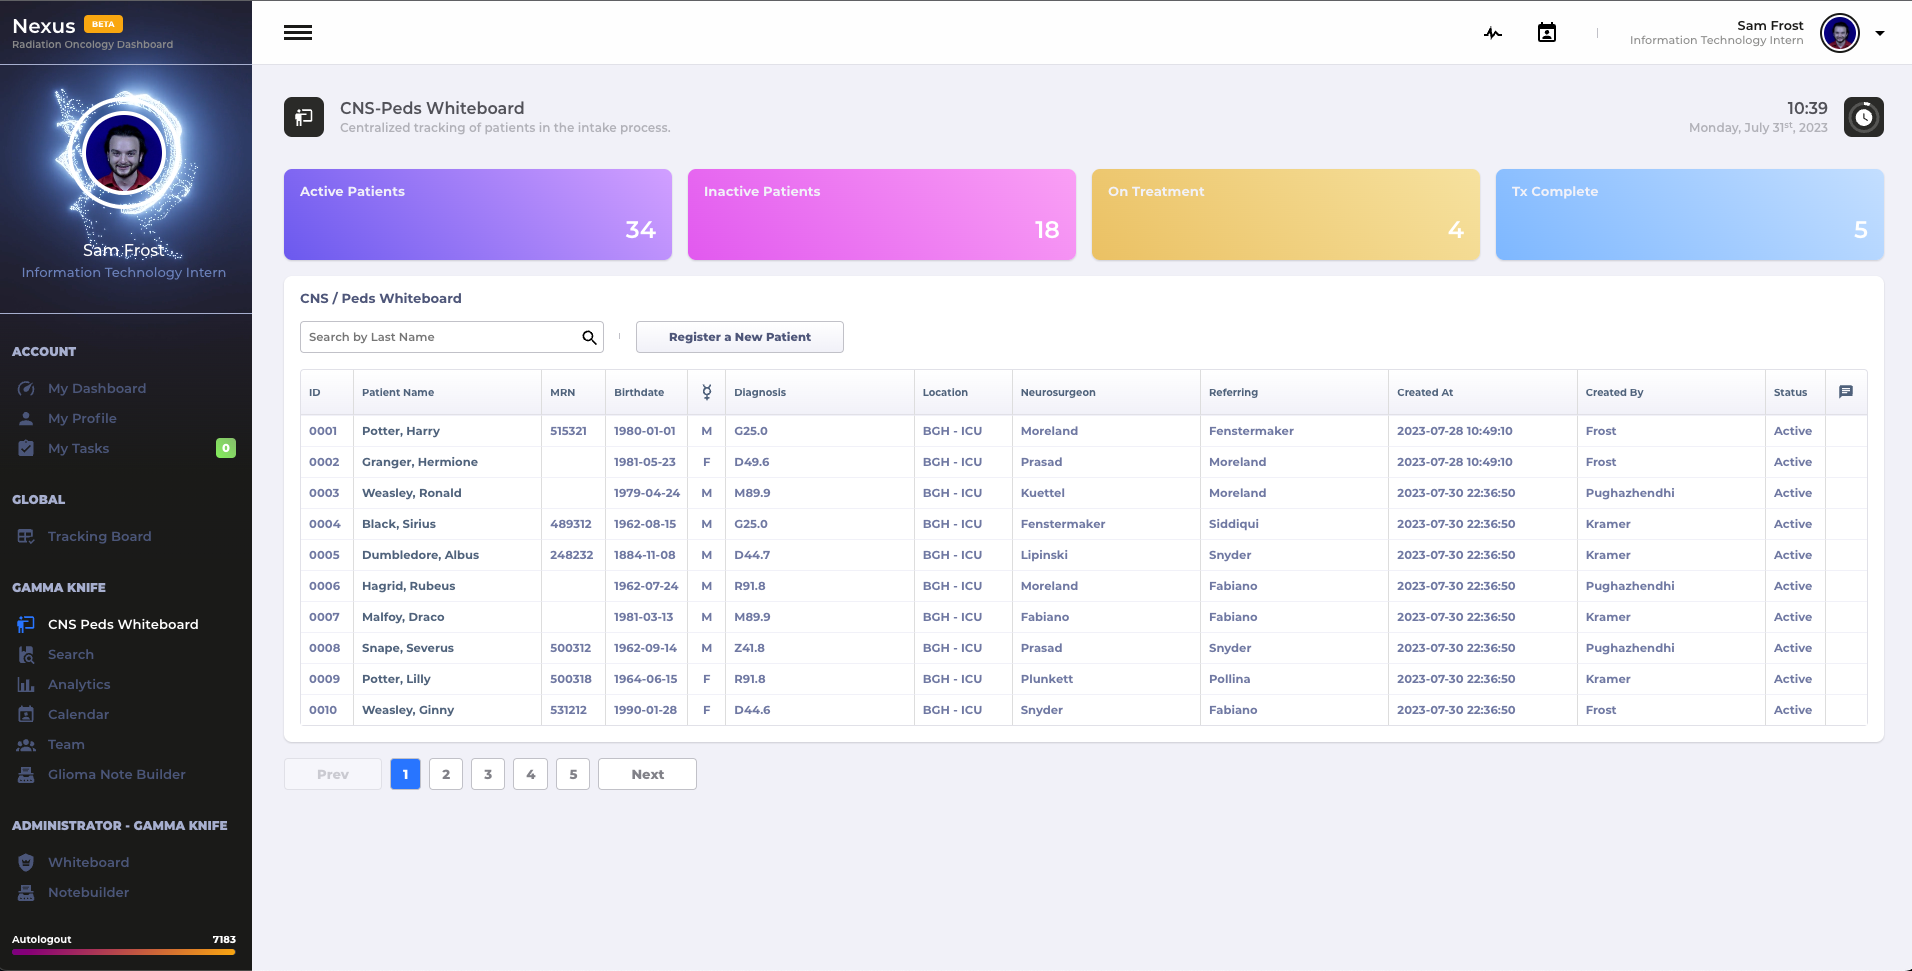 Nexus BETA
Radiation Oncology Dashboard
Sam Frost
Information Technology Intern
ACCOUNT
My Dashboard
My Profile
My Tasks 0
GLOBAL
Tracking Board
GAMMA KNIFE
CNS Peds Whiteboard
Search
Analytics
Calendar
Team
Glioma Note Builder
ADMINISTRATOR - GAMMA KNIFE
Whiteboard
Notebuilder
Autologout 7183
Sam Frost
Information Technology Intern
CNS-Peds Whiteboard
Centralized tracking of patients in the intake process.
10:39
Monday, July 31st, 2023
Active Patients
34
Inactive Patients
18
On Treatment
4
Tx Complete
5
CNS / Peds Whiteboard
Search by Last Name
Register a New Patient
ID Patient Name MRN Birthdate Diagnosis Location Neurosurgeon Referring Created At Created By Status
0001 Potter, Harry 515321 1980-01-01 M G25.0 BGH - ICU Moreland Fenstermaker 2023-07-28 10:49:10 Frost Active
0002 Granger, Hermione 1981-05-23 F D49.6 BGH - ICU Prasad Moreland 2023-07-28 10:49:10 Frost Active
0003 Weasley, Ronald 1979-04-24 M M89.9 BGH - ICU Kuettel Moreland 2023-07-30 22:36:50 Pughazhendhi Active
0004 Black, Sirius 489312 1962-08-15 M G25.0 BGH - ICU Fenstermaker Siddiqui 2023-07-30 22:36:50 Kramer Active
0005 Dumbledore, Albus 248232 1884-11-08 M D44.7 BGH - ICU Lipinski Snyder 2023-07-30 22:36:50 Kramer Active
0006 Hagrid, Rubeus 1962-07-24 M R91.8 BGH - ICU Moreland Fabiano 2023-07-30 22:36:50 Pughazhendhi Active
0007 Malfoy, Draco 1981-03-13 M M89.9 BGH - ICU Fabiano Fabiano 2023-07-30 22:36:50 Kramer Active
0008 Snape, Severus 500312 1962-09-14 M Z41.8 BGH - ICU Prasad Snyder 2023-07-30 22:36:50 Pughazhendhi Active
0009 Potter, Lilly 500318 1964-06-15 F R91.8 BGH - ICU Plunkett Pollina 2023-07-30 22:36:50 Kramer Active
0010 Weasley, Ginny 531212 1990-01-28 F D44.6 BGH - ICU Snyder Fabiano 2023-07-30 22:36:50 Frost Active
Prev 1 2 3 4 5 Next